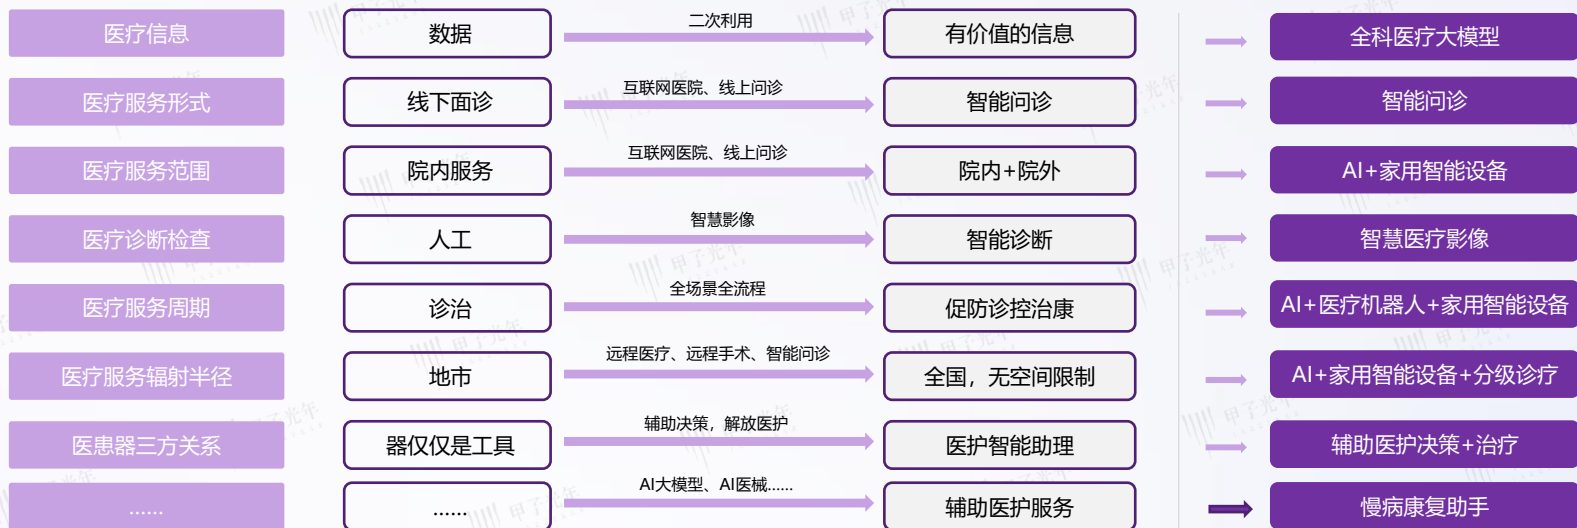 医疗信息
数据
二次利用
有价值的信息
全科医疗大模型
医疗服务形式
线下面诊
互联网医院、线上问诊
智能问诊
智能问诊
医疗服务范围
院内服务
互联网医院、线上问诊
院内+院外
AI+家用智能设备
医疗诊断检查
人工
智慧影像
智能诊断
智慧医疗影像
医疗服务周期
诊治
全场景全流程
促防诊控治康
AI+医疗机器人+家用智能设备
医疗服务辐射半径
地市
远程医疗、远程手术、智能问诊
全国，无空间限制
AI+家用智能设备+分级诊疗
医患器三方关系
器仅仅是工具
辅助决策，解放医护
医护智能助理
辅助医护决策+治疗
......
......
AI大模型、AI医械......
辅助医护服务
慢病康复助手
甲子光年